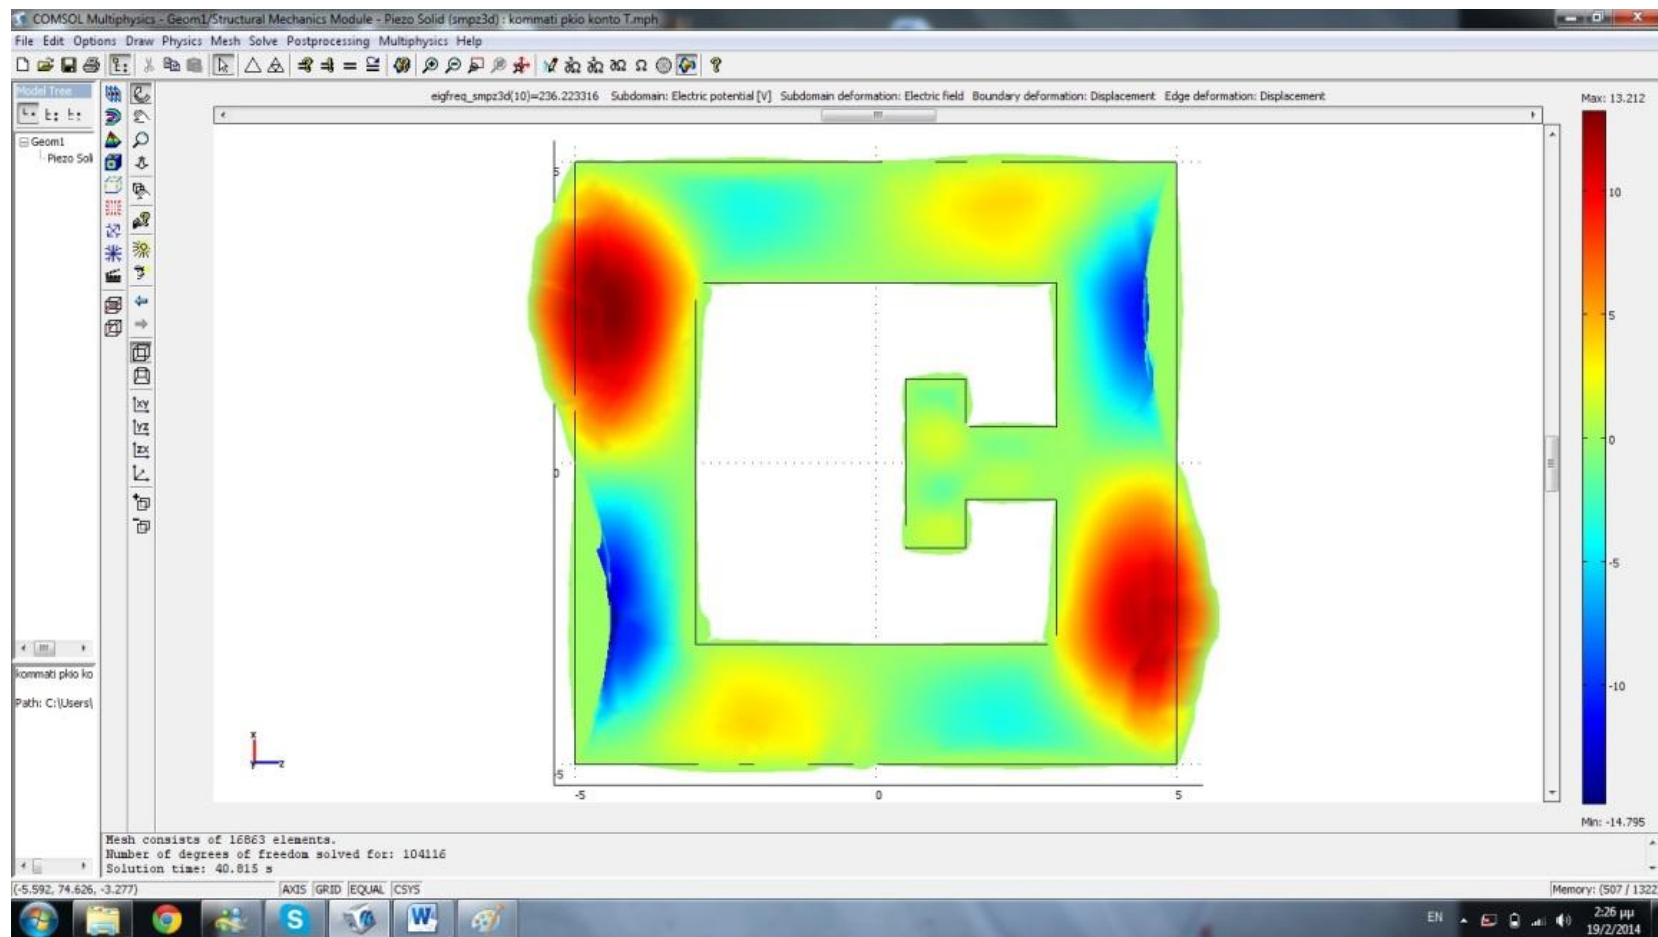 COMSOL Multiphysics - Geom1/Structural Mechanics Module - Piezo Solid (smpz3d) : kommati pkio konto T.mph
File Edit Options Draw Physics Mesh Solve Postprocessing Multiphysics Help
Model Tree
eigfreq_smpz3d(10)=236.223316 Subdomain: Electric potential [V] Subdomain deformation: Electric field Boundary deformation: Displacement Edge deformation: Displacement
Max: 13.212
Geom1
Piezo Soli
10
5
0
-5
-10
Min: -14.795
5
0
-5
-5
0
5
x
y
z
xy
yz
zx
kommati pkio ko
Path: C:\Users\
Mesh consists of 16863 elements.
Number of degrees of freedom solved for: 104116
Solution time: 40.815 s
(-5.592, 74.626, -3.277)
AXIS GRID EQUAL CSYS
Memory: (507 / 1322
EN
2:26 μμ
19/2/2014